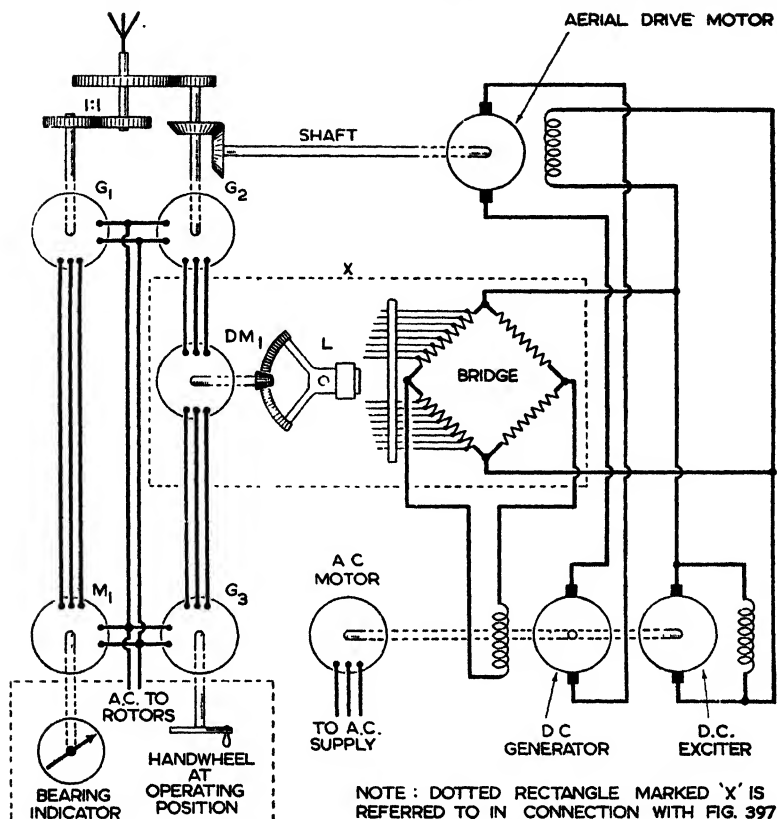 AERIAL DRIVE MOTOR
1:1
SHAFT
G1
G2
X
DM1
L
BRIDGE
M1
G3
A C
MOTOR
A.C. TO
ROTORS
TO A.C.
SUPPLY
D C
GENERATOR
D.C.
EXCITER
BEARING
INDICATOR
HANDWHEEL
AT
OPERATING
POSITION
NOTE : DOTTED RECTANGLE MARKED 'X' IS
REFERRED TO IN CONNECTION WITH FIG. 397